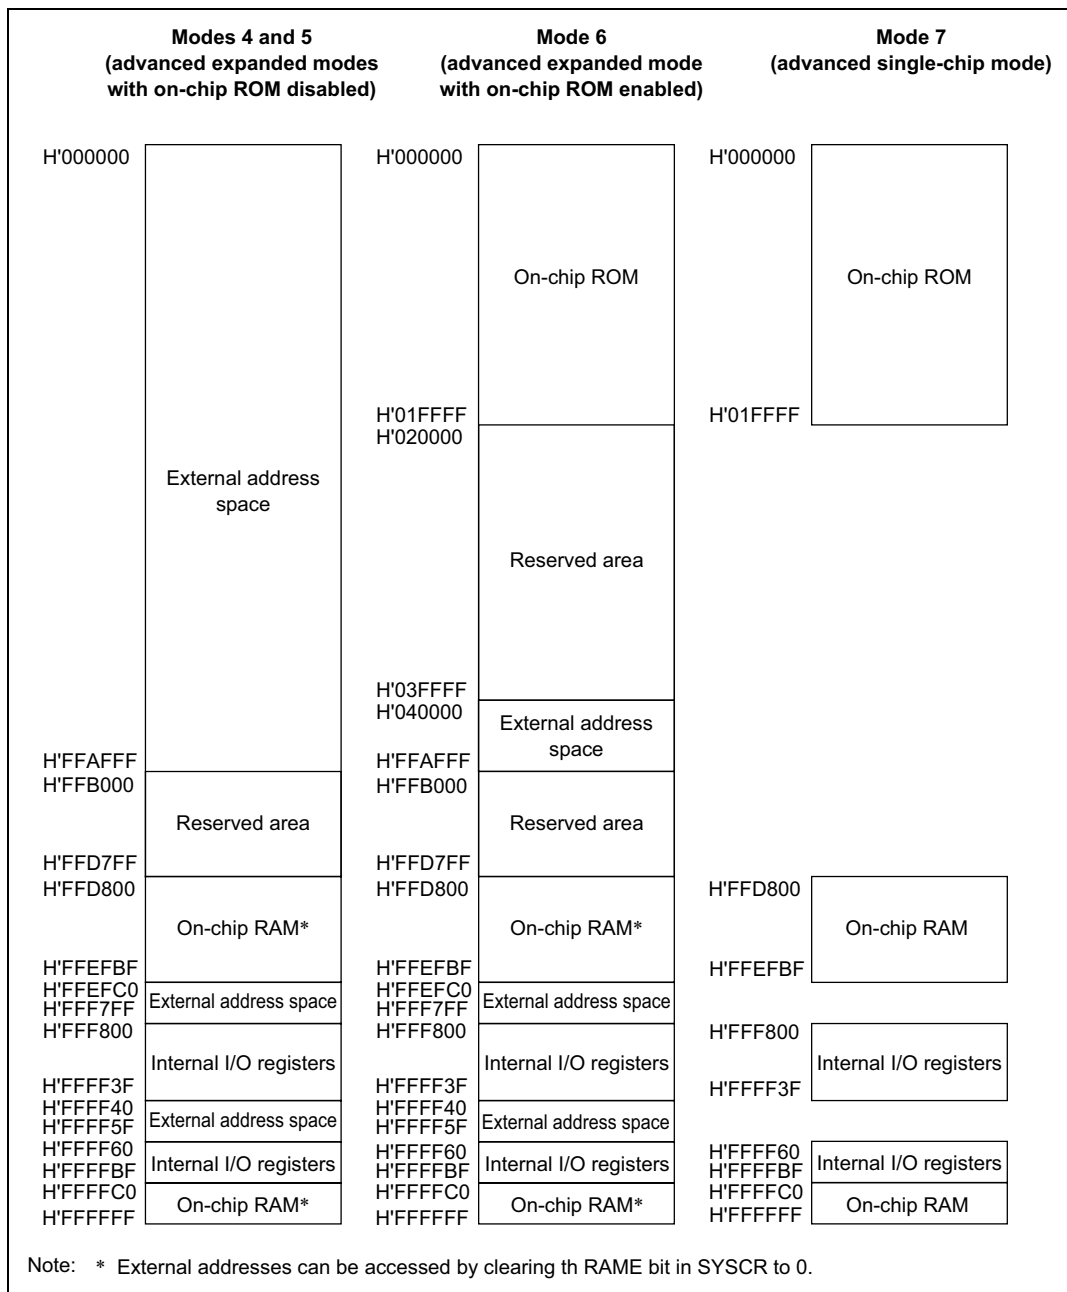 Modes 4 and 5
(advanced expanded modes
with on-chip ROM disabled)
H'000000
External address
space
H'FFAFFF
H'FFB000
Reserved area
H'FFD7FF
H'FFD800
On-chip RAM*
H'FFEFBF
H'FFEFC0
External address space
H'FFF7FF
H'FFF800
Internal I/O registers
H'FFFF3F
H'FFFF40
External address space
H'FFFF5F
H'FFFF60
Internal I/O registers
H'FFFFBF
H'FFFFC0
On-chip RAM*
H'FFFFFF
Mode 6
(advanced expanded mode
with on-chip ROM enabled)
H'000000
On-chip ROM
H'01FFFF
H'020000
Reserved area
H'03FFFF
H'040000
External address
space
H'FFAFFF
H'FFB000
Reserved area
H'FFD7FF
H'FFD800
On-chip RAM*
H'FFEFBF
H'FFEFC0
External address space
H'FFF7FF
H'FFF800
Internal I/O registers
H'FFFF3F
H'FFFF40
External address space
H'FFFF5F
H'FFFF60
Internal I/O registers
H'FFFFBF
H'FFFFC0
On-chip RAM*
H'FFFFFF
Mode 7
(advanced single-chip mode)
H'000000
On-chip ROM
H'01FFFF
H'FFD800
On-chip RAM
H'FFEFBF
H'FFF800
Internal I/O registers
H'FFFF3F
H'FFFF60
Internal I/O registers
H'FFFFBF
H'FFFFC0
On-chip RAM
H'FFFFFF
Note: * External addresses can be accessed by clearing th RAME bit in SYSCR to 0.